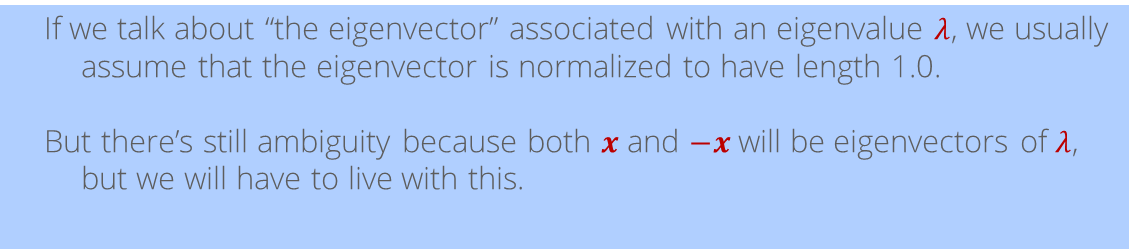 If we talk about “the eigenvector” associated with an eigenvalue λ, we usually
assume that the eigenvector is normalized to have length 1.0.
But there’s still ambiguity because both x and −x will be eigenvectors of λ,
but we will have to live with this.